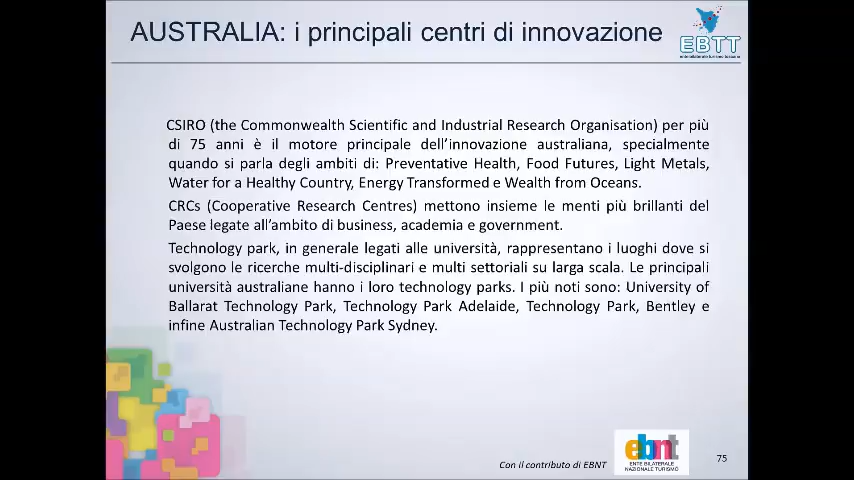 AUSTRALIA: i principali centri di innovazione
EBTT
ente bilaterale turismo toscano
CSIRO (the Commonwealth Scientific and Industrial Research Organisation) per più
di 75 anni è il motore principale dell'innovazione australiana, specialmente
quando si parla degli ambiti di: Preventative Health, Food Futures, Light Metals,
Water for a Healthy Country, Energy Transformed e Wealth from Oceans.
CRCs (Cooperative Research Centres) mettono insieme le menti più brillanti del
Paese legate all'ambito di business, academia e government.
Technology park, in generale legati alle università, rappresentano i luoghi dove si
svolgono le ricerche multi-disciplinari e multi settoriali su larga scala. Le principali
università australiane hanno i loro technology parks. I più noti sono: University of
Ballarat Technology Park, Technology Park Adelaide, Technology Park, Bentley e
infine Australian Technology Park Sydney.
ebnt
ENTE BILATERALE
NAZIONALE TURISMO
Con il contributo di EBNT
75